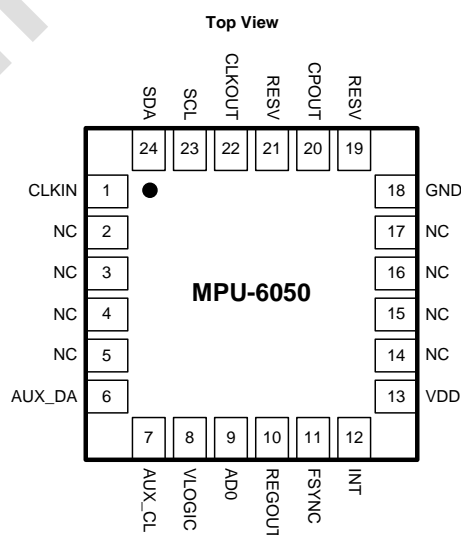 Top View
SDA
SCL
CLKOUT
RESV
CPOUT
RESV
24
23
22
21
20
19
CLKIN 1
18 GND
NC 2
17 NC
NC 3
16 NC
MPU-6050
NC 4
15 NC
NC 5
14 NC
AUX_DA 6
13 VDD
7
8
9
10
11
12
AUX_CL
VLOGIC
AD0
REGOUT
FSYNC
INT